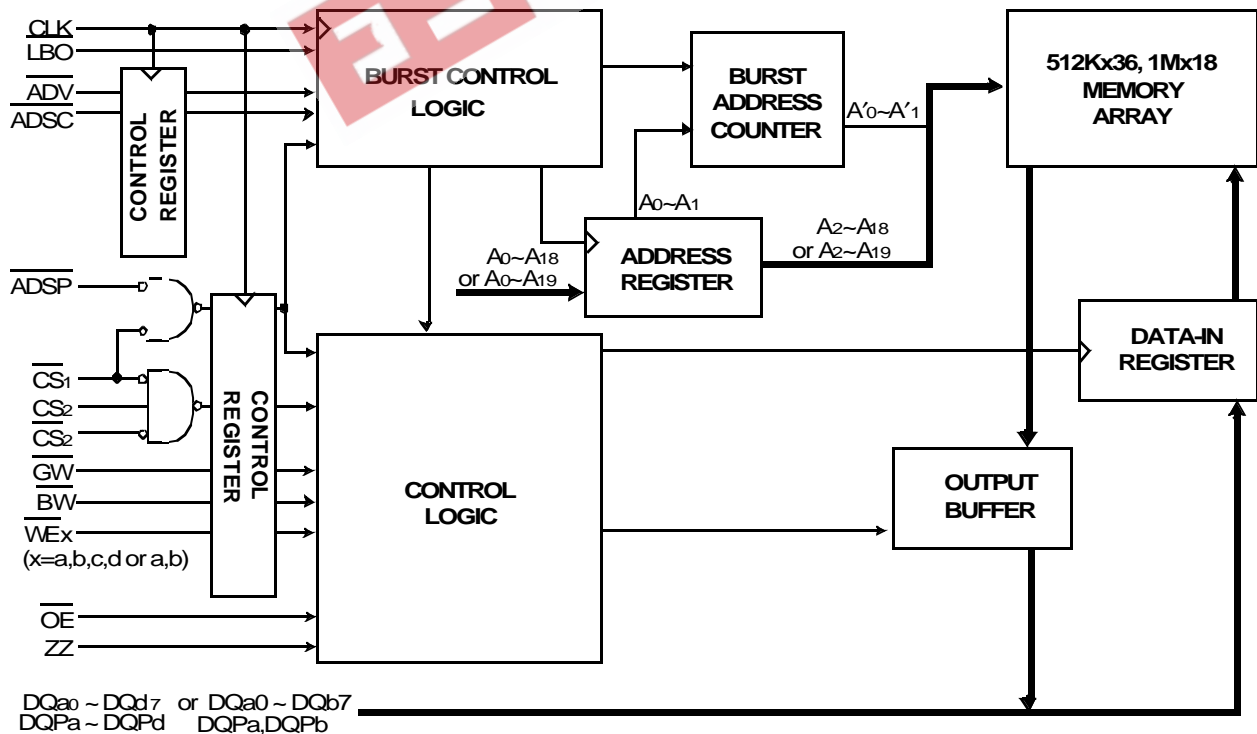 CLK
LBO
ADV
ADSC
CONTROL
REGISTER
BURST CONTROL
LOGIC
BURST
ADDRESS
COUNTER
A′0~A′1
512Kx36, 1Mx18
MEMORY
ARRAY
A0~A1
A0~A18
or A0~A19
ADDRESS
REGISTER
A2~A18
or A2~A19
ADSP
CS1
CS2
CS2
GW
BW
WEx
(x=a,b,c,d or a,b)
OE
ZZ
CONTROL
REGISTER
CONTROL
LOGIC
DATA-IN
REGISTER
OUTPUT
BUFFER
DQa0 ~ DQd7 or DQa0 ~ DQb7
DQPa ~ DQPd DQPa,DQPb